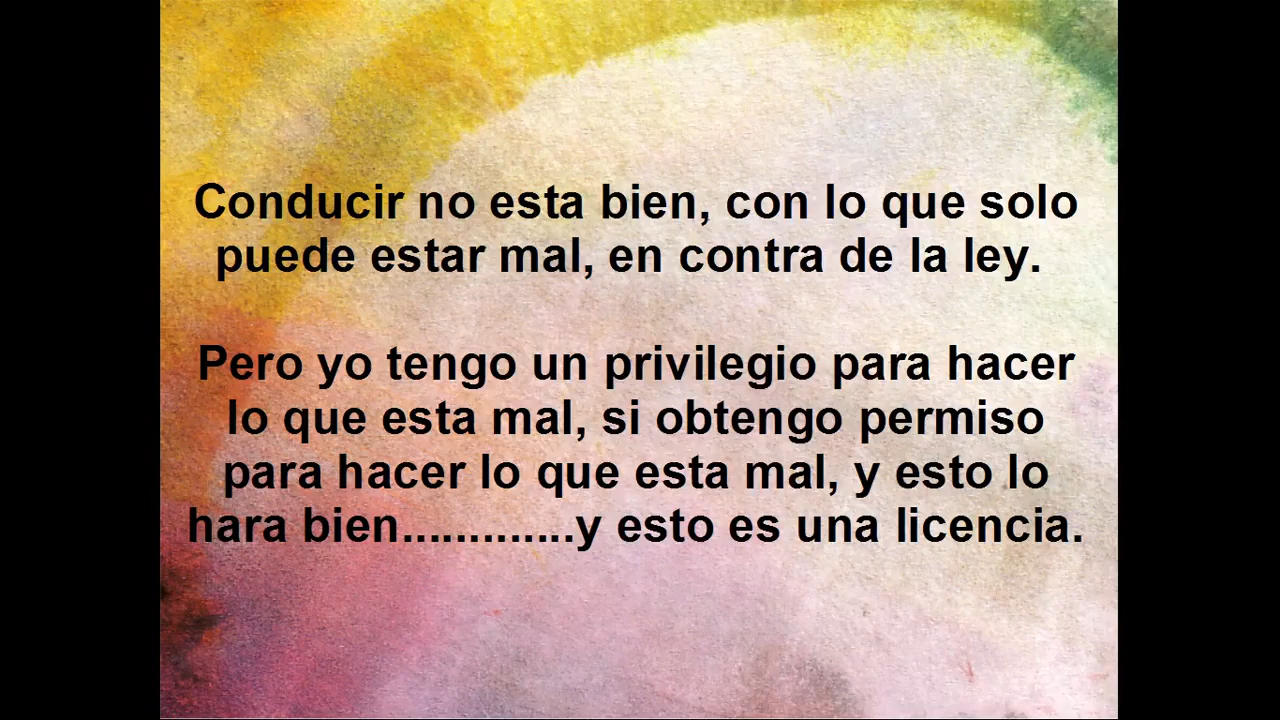 Conducir no esta bien, con lo que solo
puede estar mal, en contra de la ley.
Pero yo tengo un privilegio para hacer
lo que esta mal, si obtengo permiso
para hacer lo que esta mal, y esto lo
hara bien.............y esto es una licencia.